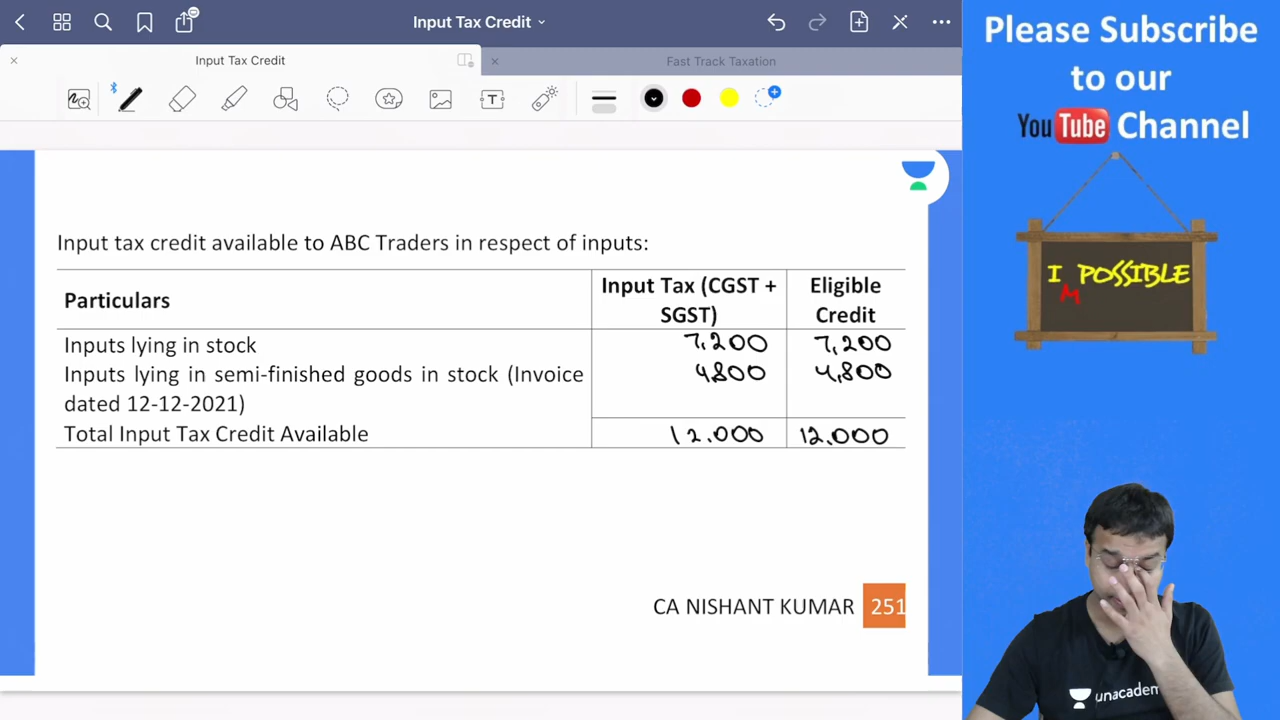 Input Tax Credit
Input Tax Credit
Fast Track Taxation
Please Subscribe
to our
YouTube Channel
I POSSIBLE
M
Input tax credit available to ABC Traders in respect of inputs:
Particulars
Input Tax (CGST +
SGST)
Eligible
Credit
Inputs lying in stock 7,200 7,200
Inputs lying in semi-finished goods in stock (Invoice 4800 4,800
dated 12-12-2021)
Total Input Tax Credit Available 12.000 12.000
CA NISHANT KUMAR 251
unacadem